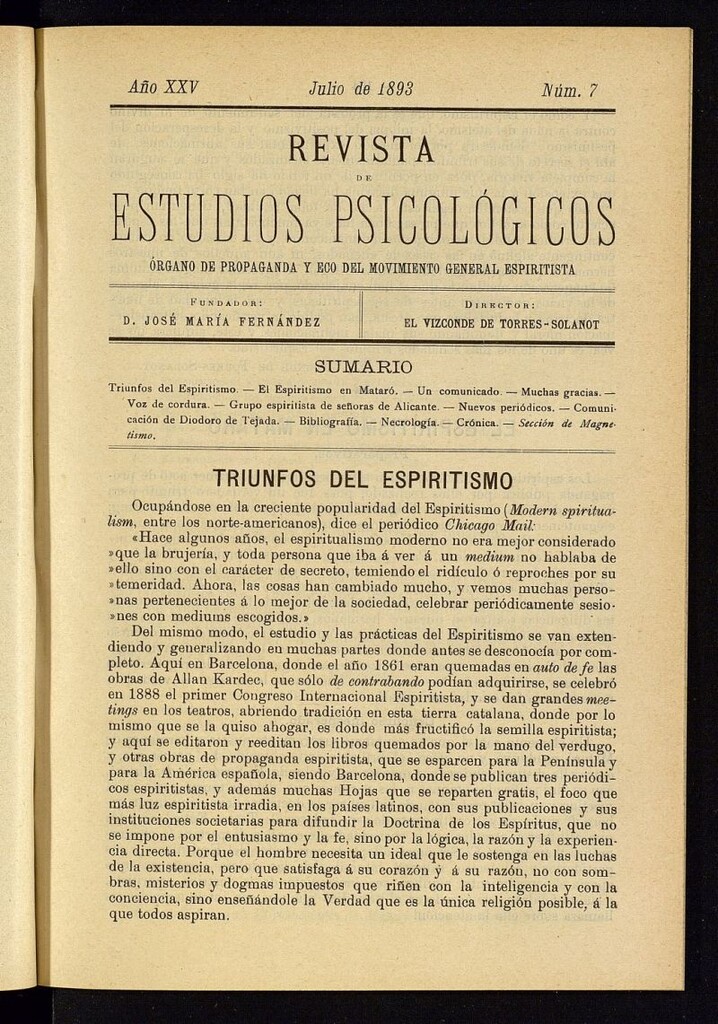 Año XXV Julio de 1893 Núm. 7
REVISTA
DE
ESTUDIOS PSICOLÓGICOS
ÓRGANO DE PROPAGANDA Y ECO DEL MOVIMIENTO GENERAL ESPIRITISTA
FUNDADOR:
D. JOSÉ MARÍA FERNÁNDEZ
DIRECTOR:
EL VIZCONDE DE TORRES-SOLANOT
SUMARIO
Triunfos del Espiritismo. — El Espiritismo en Mataró. — Un comunicado. — Muchas gracias. —
Voz de cordura. — Grupo espiritista de señoras de Alicante. — Nuevos periódicos. — Comuni-
cación de Diodoro de Tejada. — Bibliografía. — Necrología. — Crónica. — Sección de Magne-
tismo.
TRIUNFOS DEL ESPIRITISMO
Ocupándose en la creciente popularidad del Espiritismo (Modern spiritua-
lism, entre los norte-americanos), dice el periódico Chicago Mail:
«Hace algunos años, el espiritualismo moderno no era mejor considerado
»que la brujería, y toda persona que iba á ver á un medium no hablaba de
»ello sino con el carácter de secreto, temiendo el ridículo ó reproches por su
»temeridad. Ahora, las cosas han cambiado mucho, y vemos muchas perso-
»nas pertenecientes á lo mejor de la sociedad, celebrar periódicamente sesio-
»nes con mediums escogidos.»
Del mismo modo, el estudio y las prácticas del Espiritismo se van exten-
diendo y generalizando en muchas partes donde antes se desconocía por com-
pleto. Aquí en Barcelona, donde el año 1861 eran quemadas en auto de fe las
obras de Allan Kardec, que sólo de contrabando podían adquirirse, se celebró
en 1888 el primer Congreso Internacional Espiritista, y se dan grandes mee-
tings en los teatros, abriendo tradición en esta tierra catalana, donde por lo
mismo que se la quiso ahogar, es donde más fructificó la semilla espiritista;
y aquí se editaron y reeditan los libros quemados por la mano del verdugo,
y otras obras de propaganda espiritista, que se esparcen para la Península y
para la América española, siendo Barcelona, donde se publican tres periódi-
cos espiritistas, y además muchas Hojas que se reparten gratis, el foco que
más luz espiritista irradia, en los países latinos, con sus publicaciones y sus
instituciones societarias para difundir la Doctrina de los Espíritus, que no
se impone por el entusiasmo y la fe, sino por la lógica, la razón y la experien-
cia directa. Porque el hombre necesita un ideal que le sostenga en las luchas
de la existencia, pero que satisfaga á su corazón y á su razón, no con som-
bras, misterios y dogmas impuestos que riñen con la inteligencia y con la
conciencia, sino enseñándole la Verdad que es la única religión posible, á la
que todos aspiran.